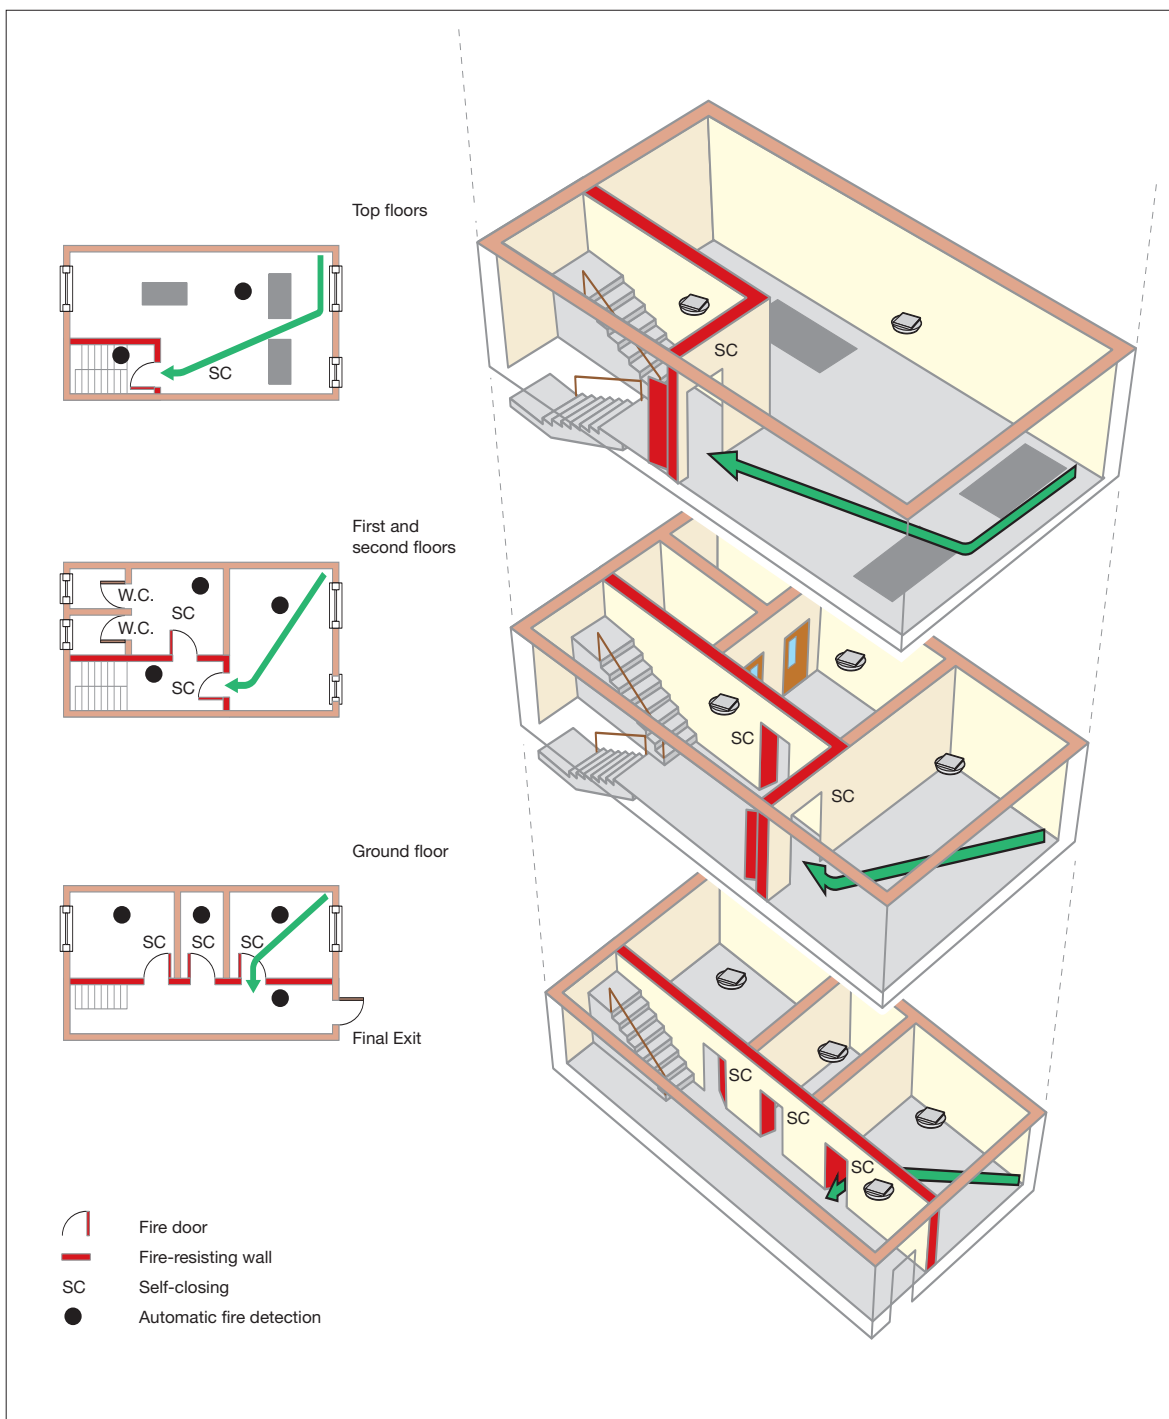 Top floors
SC
SC
First and
second floors
W.C.
SC
W.C.
SC
SC
SC
Ground floor
SC
SC
SC
Final Exit
SC
SC
SC
Fire door
Fire-resisting wall
SC
Self-closing
Automatic fire detection